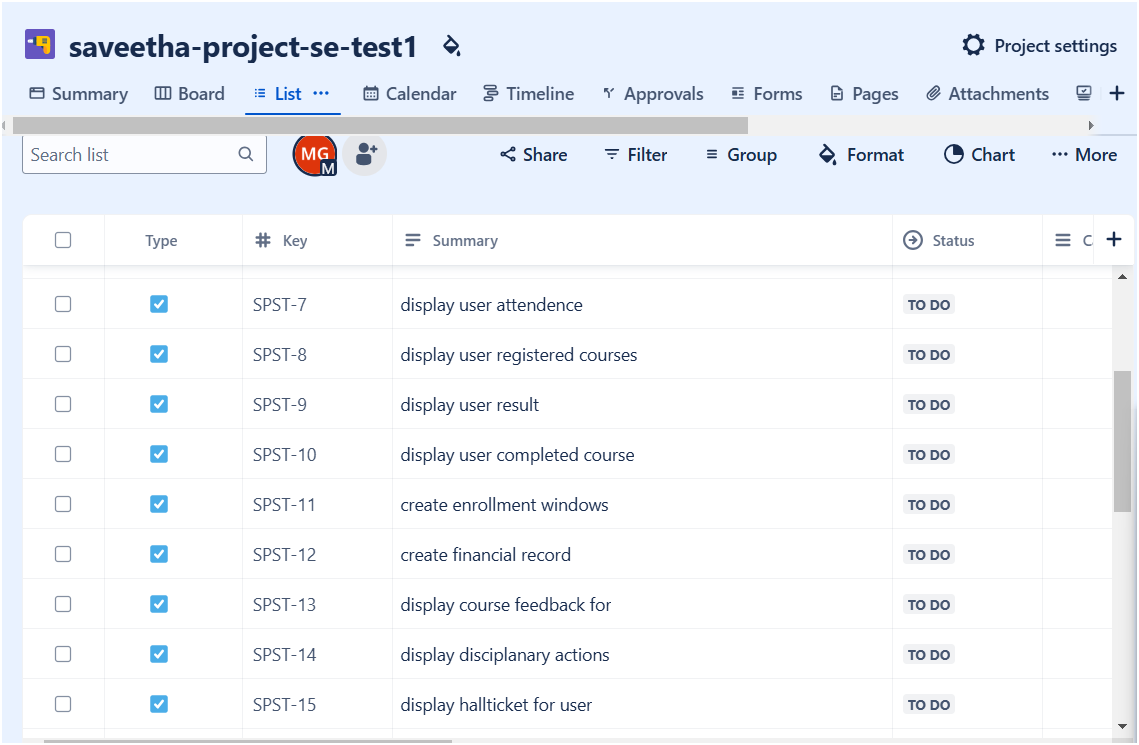 saveetha-project-se-test1
Project settings
Summary Board List Calendar Timeline Approvals Forms Pages Attachments
Search list MG M Share Filter Group Format Chart More
Type Key Summary Status C
SPST-7 display user attendence TO DO
SPST-8 display user registered courses TO DO
SPST-9 display user result TO DO
SPST-10 display user completed course TO DO
SPST-11 create enrollment windows TO DO
SPST-12 create financial record TO DO
SPST-13 display course feedback for TO DO
SPST-14 display disciplanary actions TO DO
SPST-15 display hallticket for user TO DO